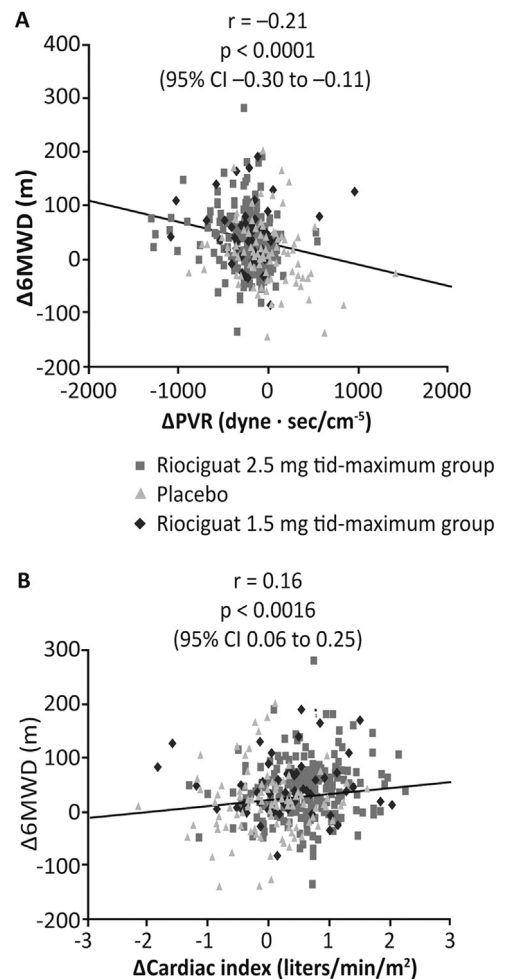 A
r = –0.21
p < 0.0001
(95% CI –0.30 to –0.11)
400
300
200
100
0
-100
-200
Δ6MWD (m)
-2000 -1000 0 1000 2000
ΔPVR (dyne · sec/cm-5)
Riociguat 2.5 mg tid-maximum group
Placebo
Riociguat 1.5 mg tid-maximum group
B
r = 0.16
p < 0.0016
(95% CI 0.06 to 0.25)
300
200
100
0
-100
-200
Δ6MWD (m)
-3 -2 -1 0 1 2 3
ΔCardiac index (liters/min/m2)